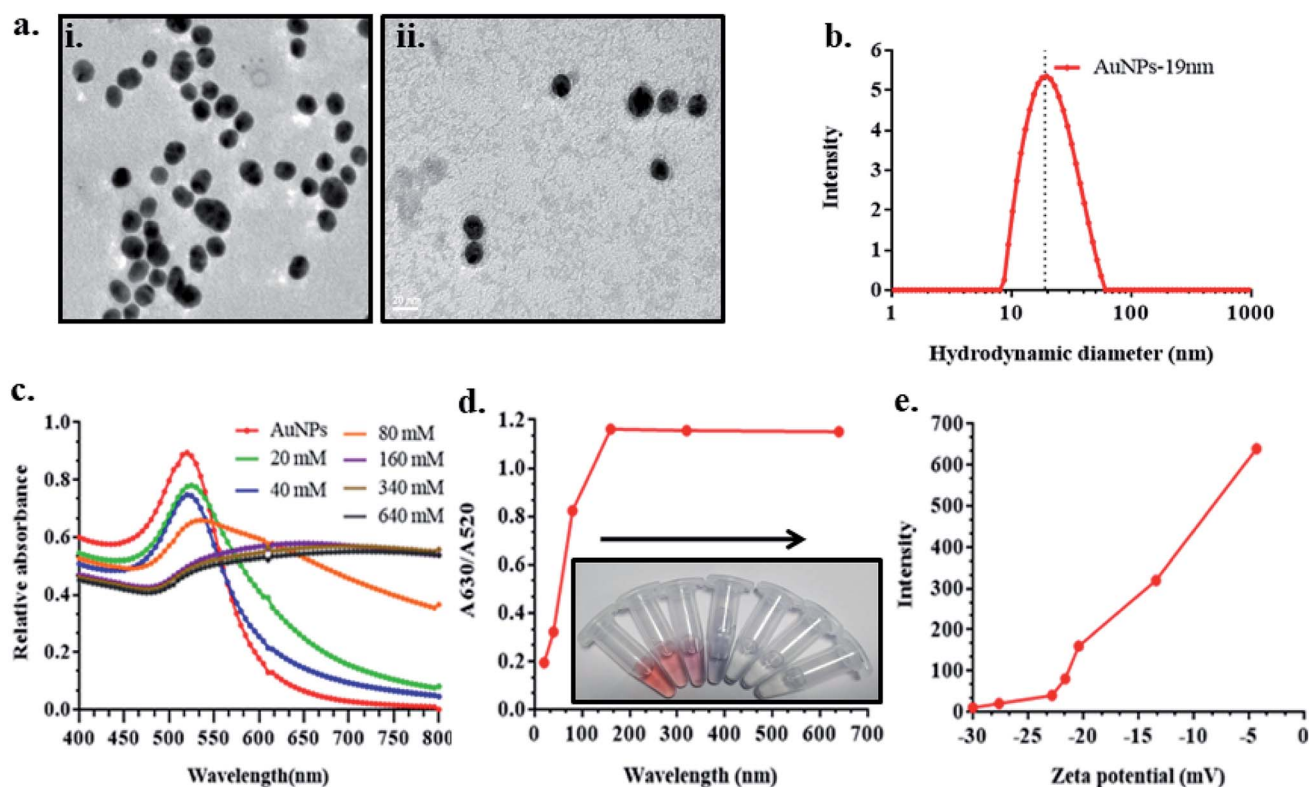 a.
i.
ii.
20 nm
b.
AuNPs-19nm
6
5
4
3
2
1
0
Intensity
1 10 100 1000
Hydrodynamic diameter (nm)
c.
1.0
0.8
0.6
0.4
0.2
0.0
Relative absorbance
AuNPs
20 mM
40 mM
80 mM
160 mM
340 mM
640 mM
400 450 500 550 600 650 700 750 800
Wavelength(nm)
d.
1.2
1.2
1.0
0.8
0.6
0.4
0.2
0.0
A630/A520
0 100 200 300 400 500 600 700
Wavelength (nm)
e.
700
600
500
400
300
200
100
0
Intensity
-30 -25 -20 -15 -10 -5 0
Zeta potential (mV)